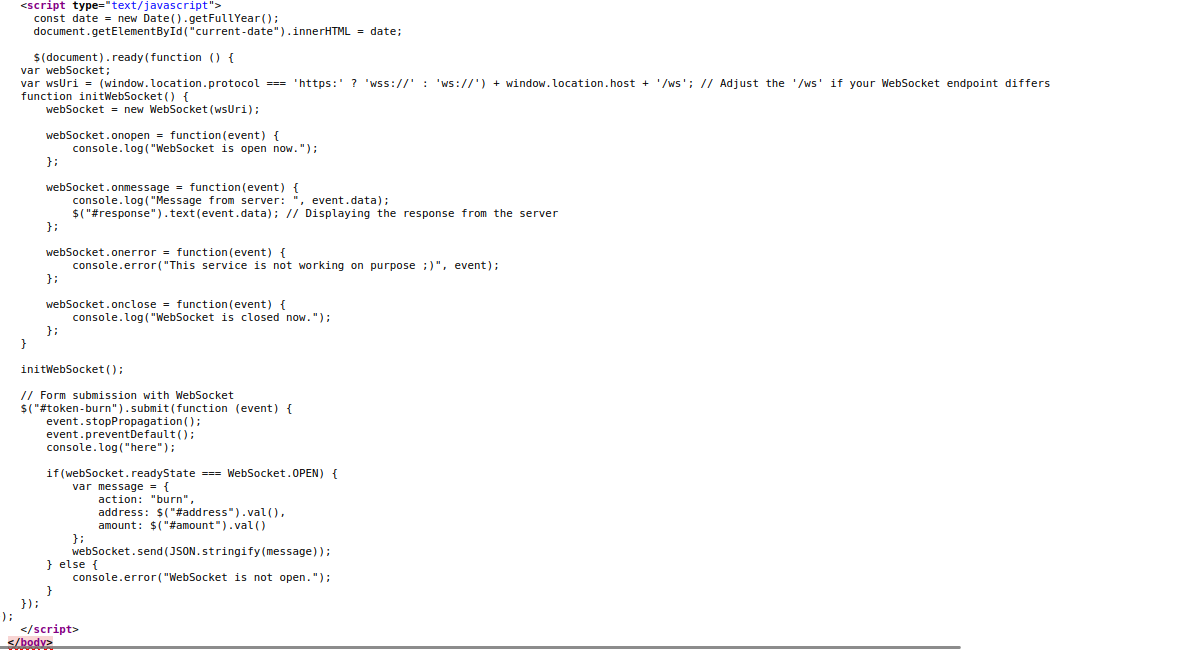 <script type="text/javascript">
const date = new Date().getFullYear();
document.getElementById("current-date").innerHTML = date;
$(document).ready(function () {
var webSocket;
var wsUri = (window.location.protocol === 'https:' ? 'wss://' : 'ws://') + window.location.host + '/ws'; // Adjust the '/ws' if your WebSocket endpoint differs
function initWebSocket() {
webSocket = new WebSocket(wsUri);
webSocket.onopen = function(event) {
console.log("WebSocket is open now.");
};
webSocket.onmessage = function(event) {
console.log("Message from server: ", event.data);
$("#response").text(event.data); // Displaying the response from the server
};
webSocket.onerror = function(event) {
console.error("This service is not working on purpose ;)", event);
};
webSocket.onclose = function(event) {
console.log("WebSocket is closed now.");
};
}
initWebSocket();
// Form submission with WebSocket
$("#token-burn").submit(function (event) {
event.stopPropagation();
event.preventDefault();
console.log("here");
if(webSocket.readyState === WebSocket.OPEN) {
var message = {
action: "burn",
address: $("#address").val(),
amount: $("#amount").val()
};
webSocket.send(JSON.stringify(message));
} else {
console.error("WebSocket is not open.");
}
});
);
</script>
</body>